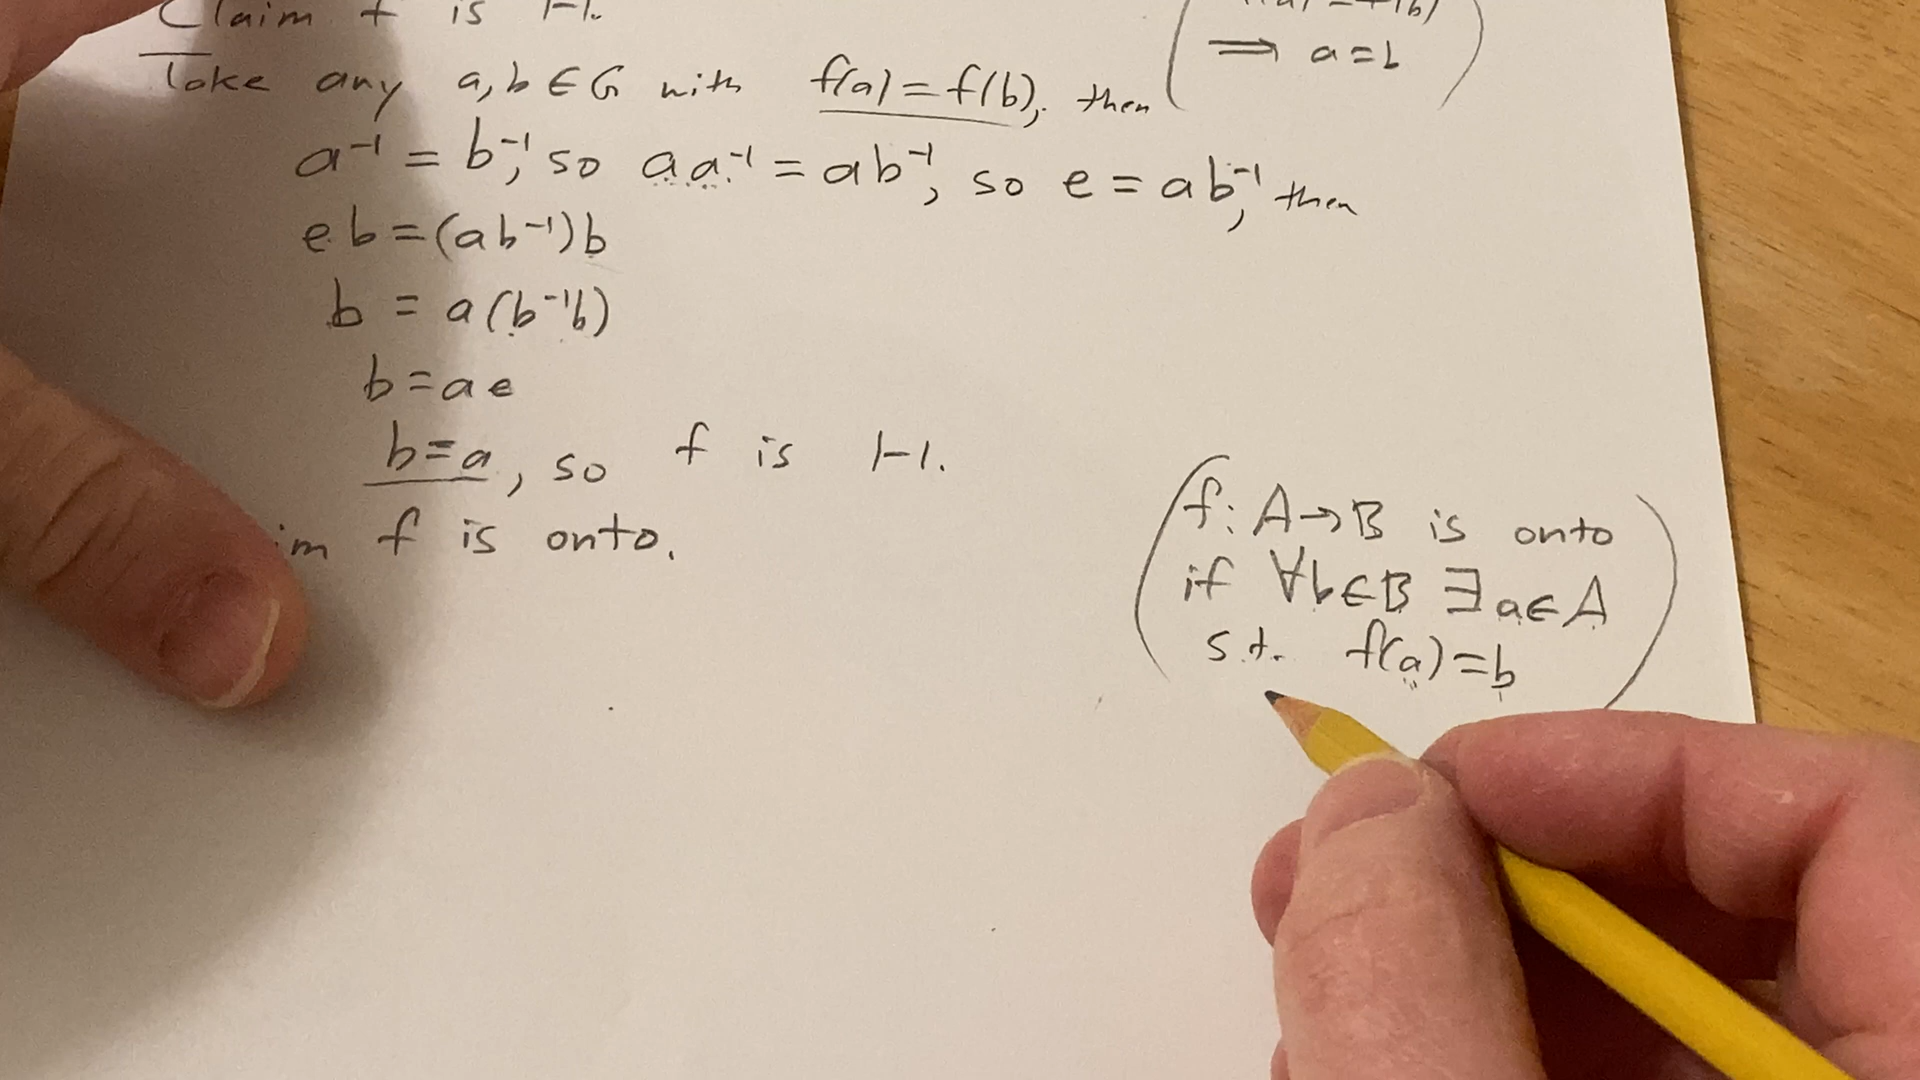 Claim f is 1-1.
⟹ a=b
Take any a,b∈G with f(a)=f(b), then
a⁻¹ = b⁻¹, so aa⁻¹ = ab⁻¹, so e = ab⁻¹, then
eb=(ab⁻¹)b
b = a(b⁻¹b)
b=ae
b=a, so f is 1-1.
f is onto.
f: A→B is onto
if ∀b∈B ∃a∈A
s.t. f(a)=b